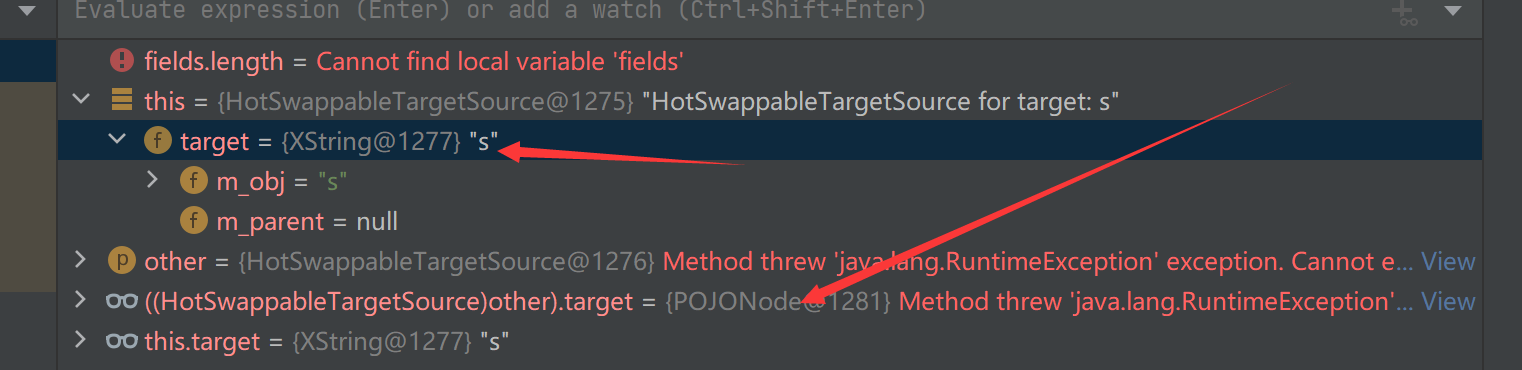 Evaluate expression (Enter) or add a watch (Ctrl+Shift+Enter)
fields.length = Cannot find local variable 'fields'
this = {HotSwappableTargetSource@1275} "HotSwappableTargetSource for target: s"
f target = {XString@1277} "s"
f m_obj = "s"
f m_parent = null
p other = {HotSwappableTargetSource@1276} Method threw 'java.lang.RuntimeException' exception. Cannot e... View
((HotSwappableTargetSource)other).target = {POJONode@1281} Method threw 'java.lang.RuntimeException'... View
this.target = {XString@1277} "s"